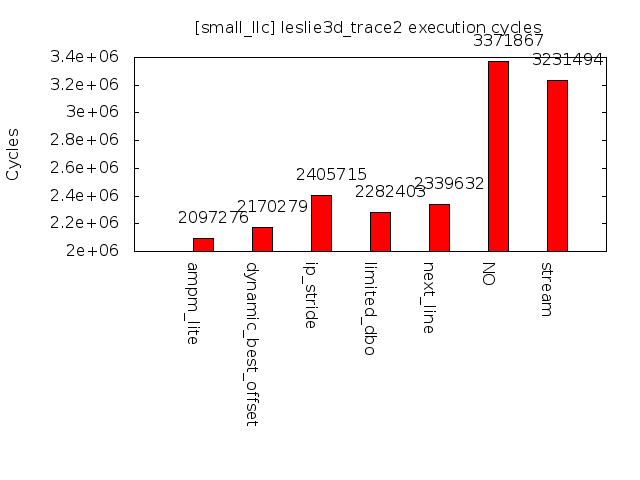 [small_llc] leslie3d_trace2 execution cycles
Cycles
3.4e+06
3.2e+06
3e+06
2.8e+06
2.6e+06
2.4e+06
2.2e+06
2e+06
2097276
2170279
2405715
2282403
2339632
3371867
3231494
ampm_lite
dynamic_best_offset
ip_stride
limited_dbo
next_line
NO
stream